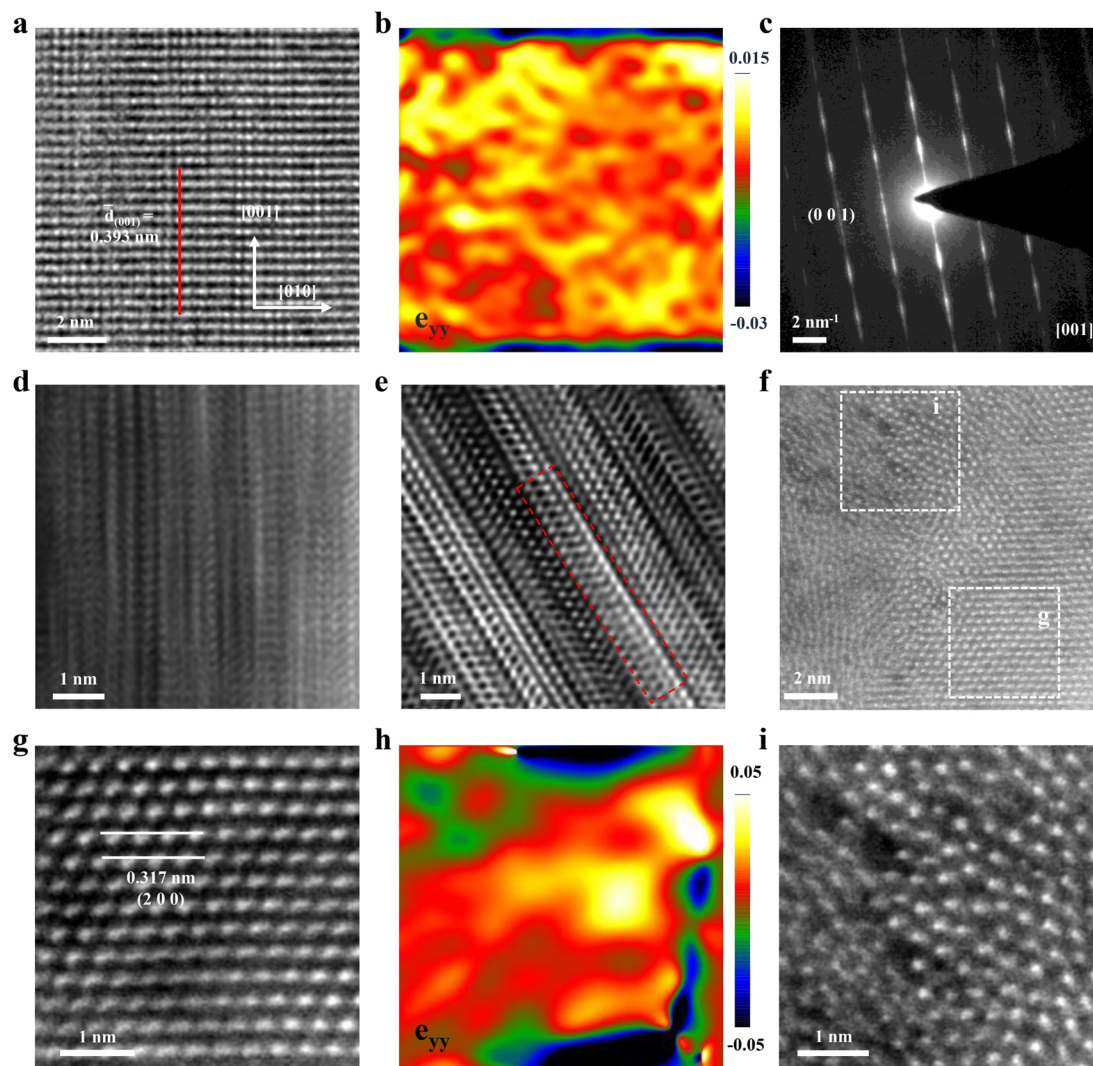 a
d̅(001) =
0.393 nm
[001]
[010]
2 nm
b
0.015
-0.03
eyy
c
(0 0 1)
2 nm-1
[001]
d
1 nm
e
1 nm
f
i
g
2 nm
g
0.317 nm
(2 0 0)
1 nm
h
0.05
-0.05
eyy
i
1 nm